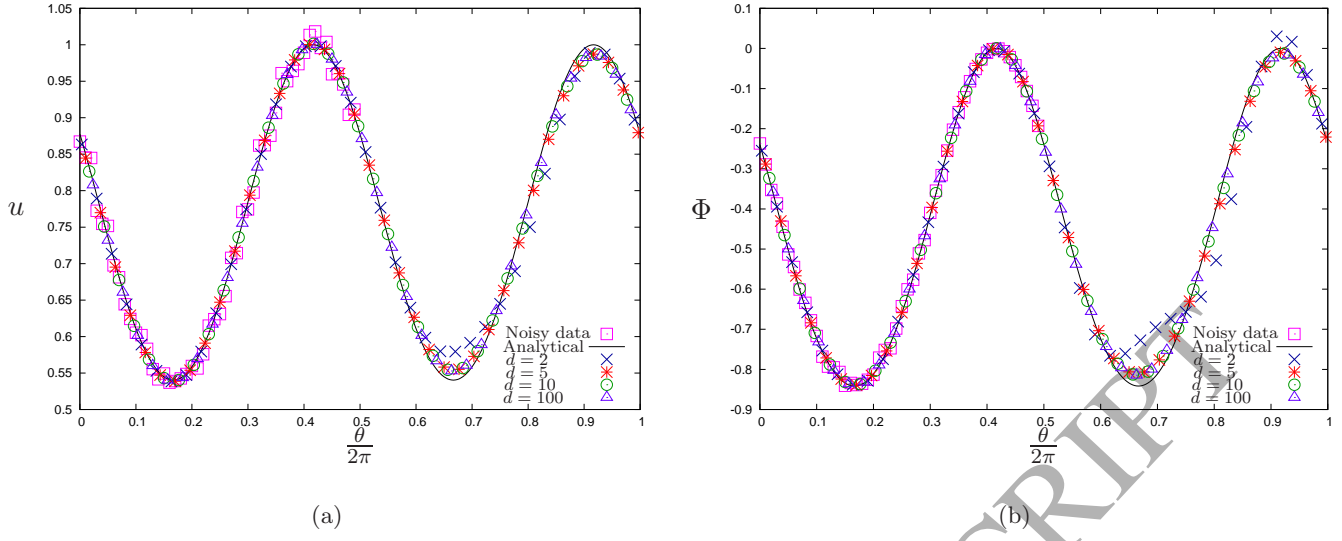 1.05
1
0.95
0.9
0.85
0.8
0.75
0.7
0.65
0.6
0.55
0.5
u
0 0.1 0.2 0.3 0.4 0.5 0.6 0.7 0.8 0.9 1
θ
2π
Noisy data
Analytical
d = 2
d = 5
d = 10
d = 100
(a)
0.1
0
-0.1
-0.2
-0.3
-0.4
-0.5
-0.6
-0.7
-0.8
-0.9
Φ
0 0.1 0.2 0.3 0.4 0.5 0.6 0.7 0.8 0.9 1
θ
2π
Noisy data
Analytical
d = 2
d = 5
d = 10
d = 100
(b)
CRIPT